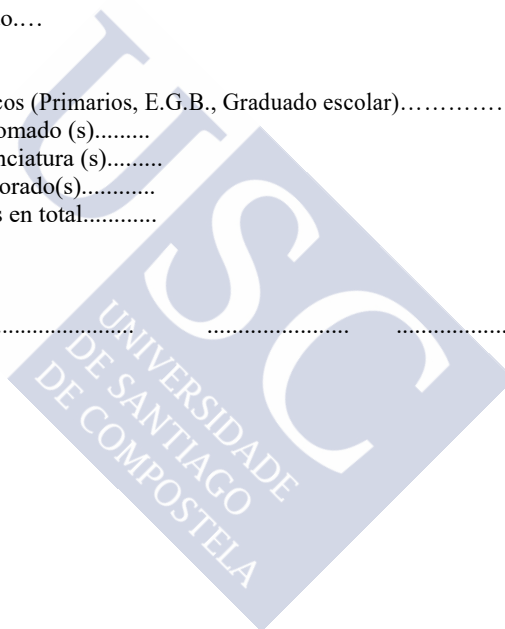 o.…
cos (Primarios, E.G.B., Graduado escolar)………….
omado (s).........
nciatura (s).........
orado(s)............
s en total............
........................ ....................... ...................
USC
UNIVERSIDADE
DE SANTIAGO
DE COMPOSTELA